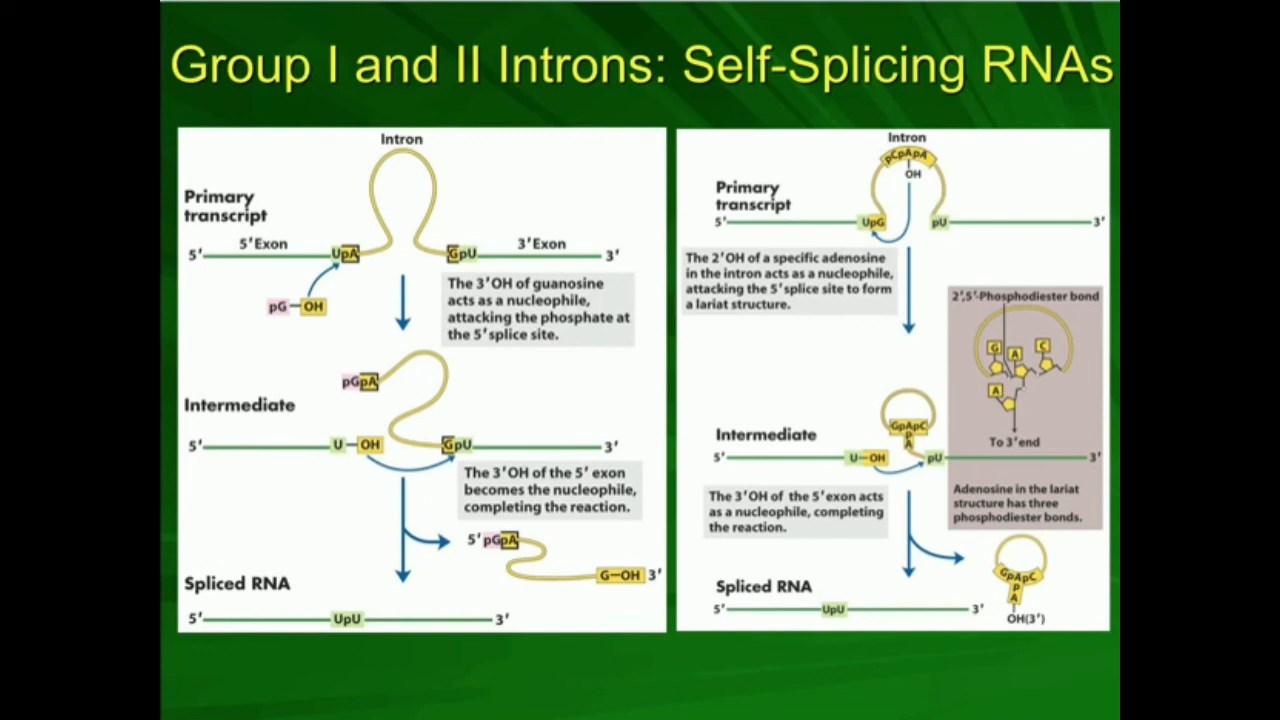 Group I and II Introns: Self-Splicing RNAs
Intron
Primary
transcript
5′
5′Exon
UpA
GpU
3′Exon
3′
pG—OH
The 3′OH of guanosine
acts as a nucleophile,
attacking the phosphate at
the 5′splice site.
pGpA
Intermediate
5′
U—OH
GpU
3′
The 3′OH of the 5′ exon
becomes the nucleophile,
completing the reaction.
5′ pGpA
G—OH 3′
Spliced RNA
5′
UpU
3′
Intron
pCpApA
OH
Primary
transcript
5′
UpG
pU
3′
The 2′OH of a specific adenosine
in the intron acts as a nucleophile,
attacking the 5′splice site to form
a lariat structure.
2′,5′-Phosphodiester bond
G
A
C
A
To 3′end
Adenosine in the lariat
structure has three
phosphodiester bonds.
GpApC
p
A
Intermediate
5′
U—OH
pU
3′
The 3′OH of the 5′exon acts
as a nucleophile, completing
the reaction.
GpApC
p
A
OH(3′)
Spliced RNA
5′
UpU
3′